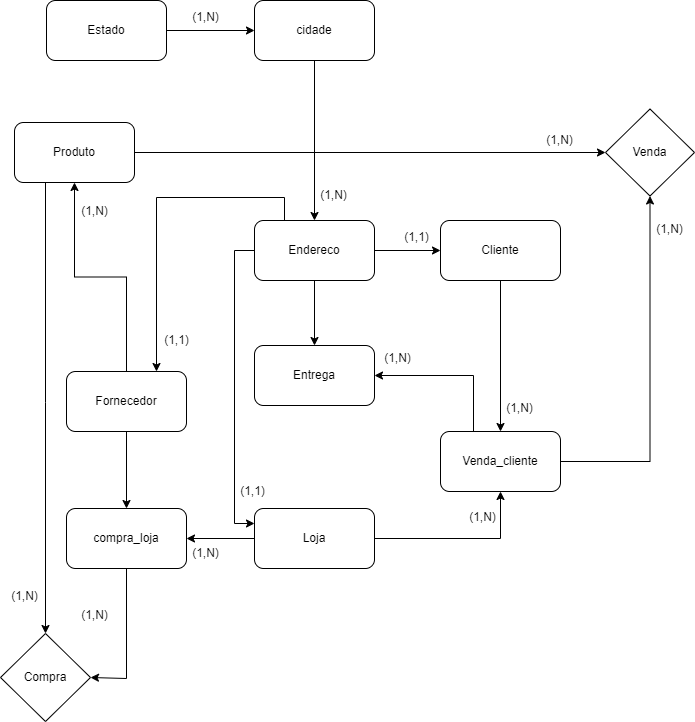 Estado
(1,N)
cidade
Produto
(1,N)
Venda
(1,N)
(1,N)
(1,N)
Endereco
(1,1)
Cliente
(1,1)
Entrega
(1,N)
Fornecedor
(1,N)
Venda_cliente
(1,1)
(1,N)
compra_loja
(1,N)
Loja
(1,N)
(1,N)
Compra